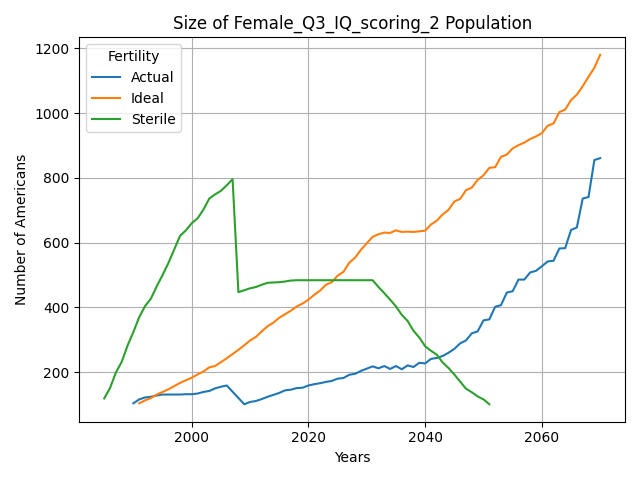 Size of Female_Q3_IQ_scoring_2 Population
Fertility
Actual
Ideal
Sterile
Number of Americans
1200
1000
800
600
400
200
2000
2020
2040
2060
Years